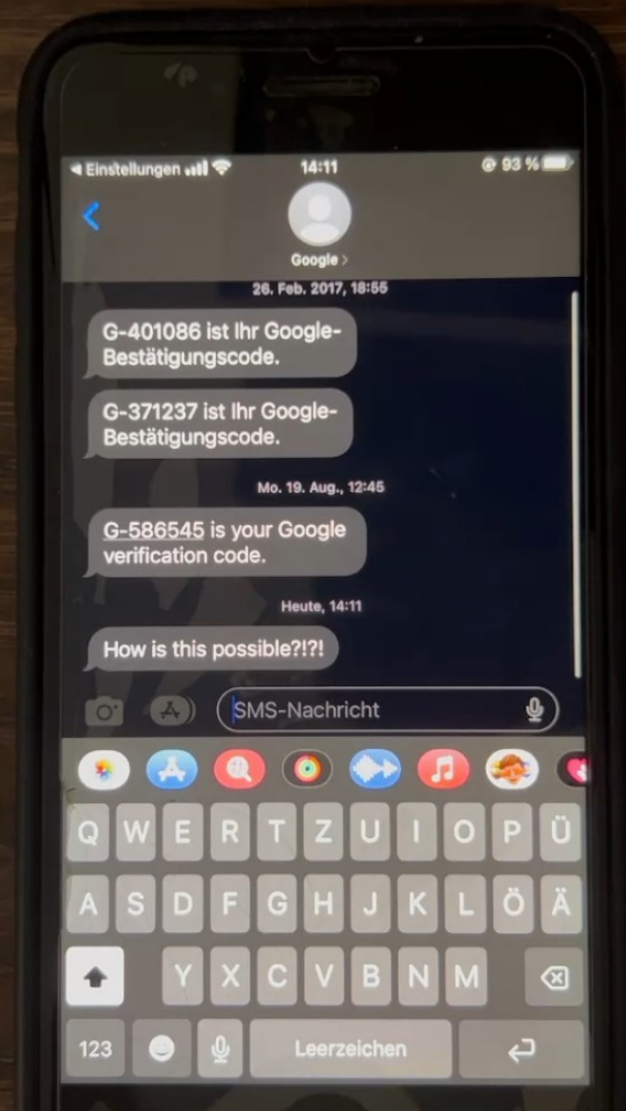 Einstellungen
14:11
93 %
Google
26. Feb. 2017, 18:55
G-401086 ist Ihr Google-
Bestätigungscode.
G-371237 ist Ihr Google-
Bestätigungscode.
Mo. 19. Aug., 12:45
G-586545 is your Google
verification code.
Heute, 14:11
How is this possible?!?!
SMS-Nachricht
Q W E R T Z U I O P Ü
A S D F G H J K L Ö Ä
Y X C V B N M
123 Leerzeichen